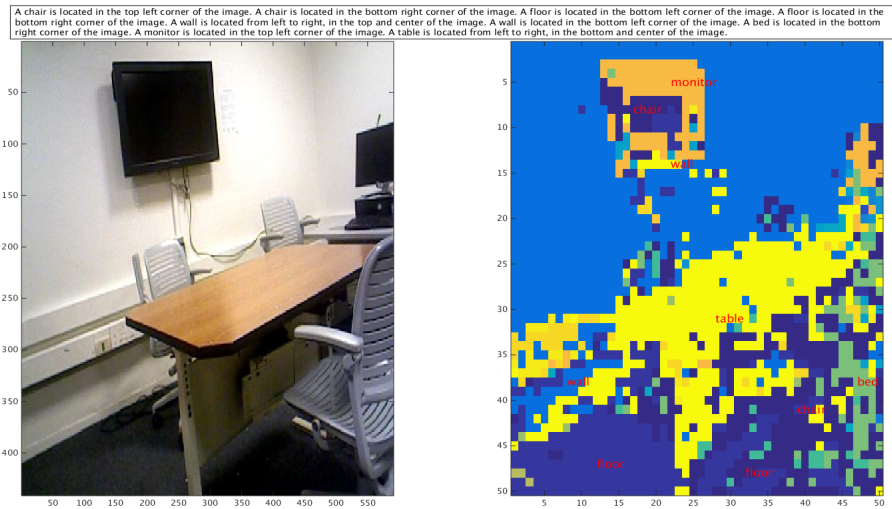 A chair is located in the top left corner of the image. A chair is located in the bottom right corner of the image. A floor is located in the bottom left corner of the image. A floor is located in the
bottom right corner of the image. A wall is located from left to right, in the top and center of the image. A wall is located in the bottom left corner of the image. A bed is located in the bottom
right corner of the image. A monitor is located in the top left corner of the image. A table is located from left to right, in the bottom and center of the image.
50
100
150
200
250
300
350
400
50 100 150 200 250 300 350 400 450 500 550
5
10
15
20
25
30
35
40
45
50
5 10 15 20 25 30 35 40 45 50
monitor
chair
wall
table
wall
bed
chair
floor
floor